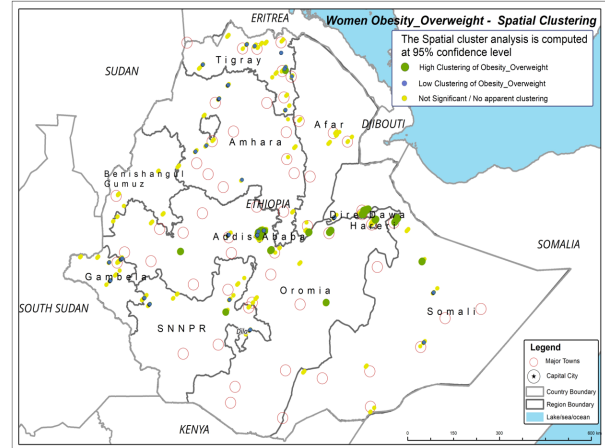 ERITREA
Women Obesity_Overweight - Spatial Clustering
The Spatial cluster analysis is computed
at 95% confidence level
High Clustering of Obesity_Overweight
Low Clustering of Obesity_Overweight
Not Significant / No apparent clustering
Tigray
SUDAN
Afar
DJIBOUTI
Amhara
Benishangul
Gumuz
ETHIOPIA
Dire Dawa
Hareri
Addis Ababa
SOMALIA
Gambela
SOUTH SUDAN
Oromia
Somali
SNNPR
Dila
KENYA
Legend
Major Towns
Capital City
Country Boundary
Region Boundary
Lake/sea/ocean
0 150 300 600 km